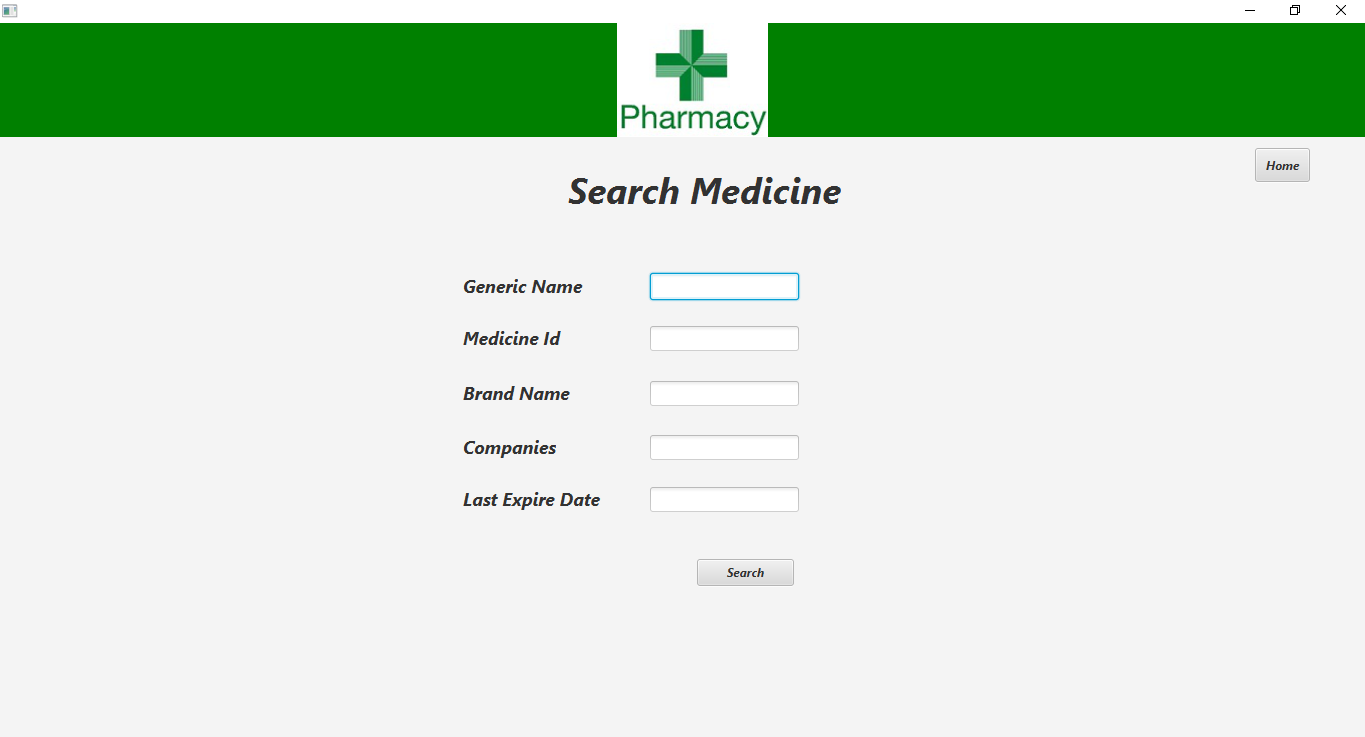 Pharmacy
Home
Search Medicine
Generic Name
Medicine Id
Brand Name
Companies
Last Expire Date
Search